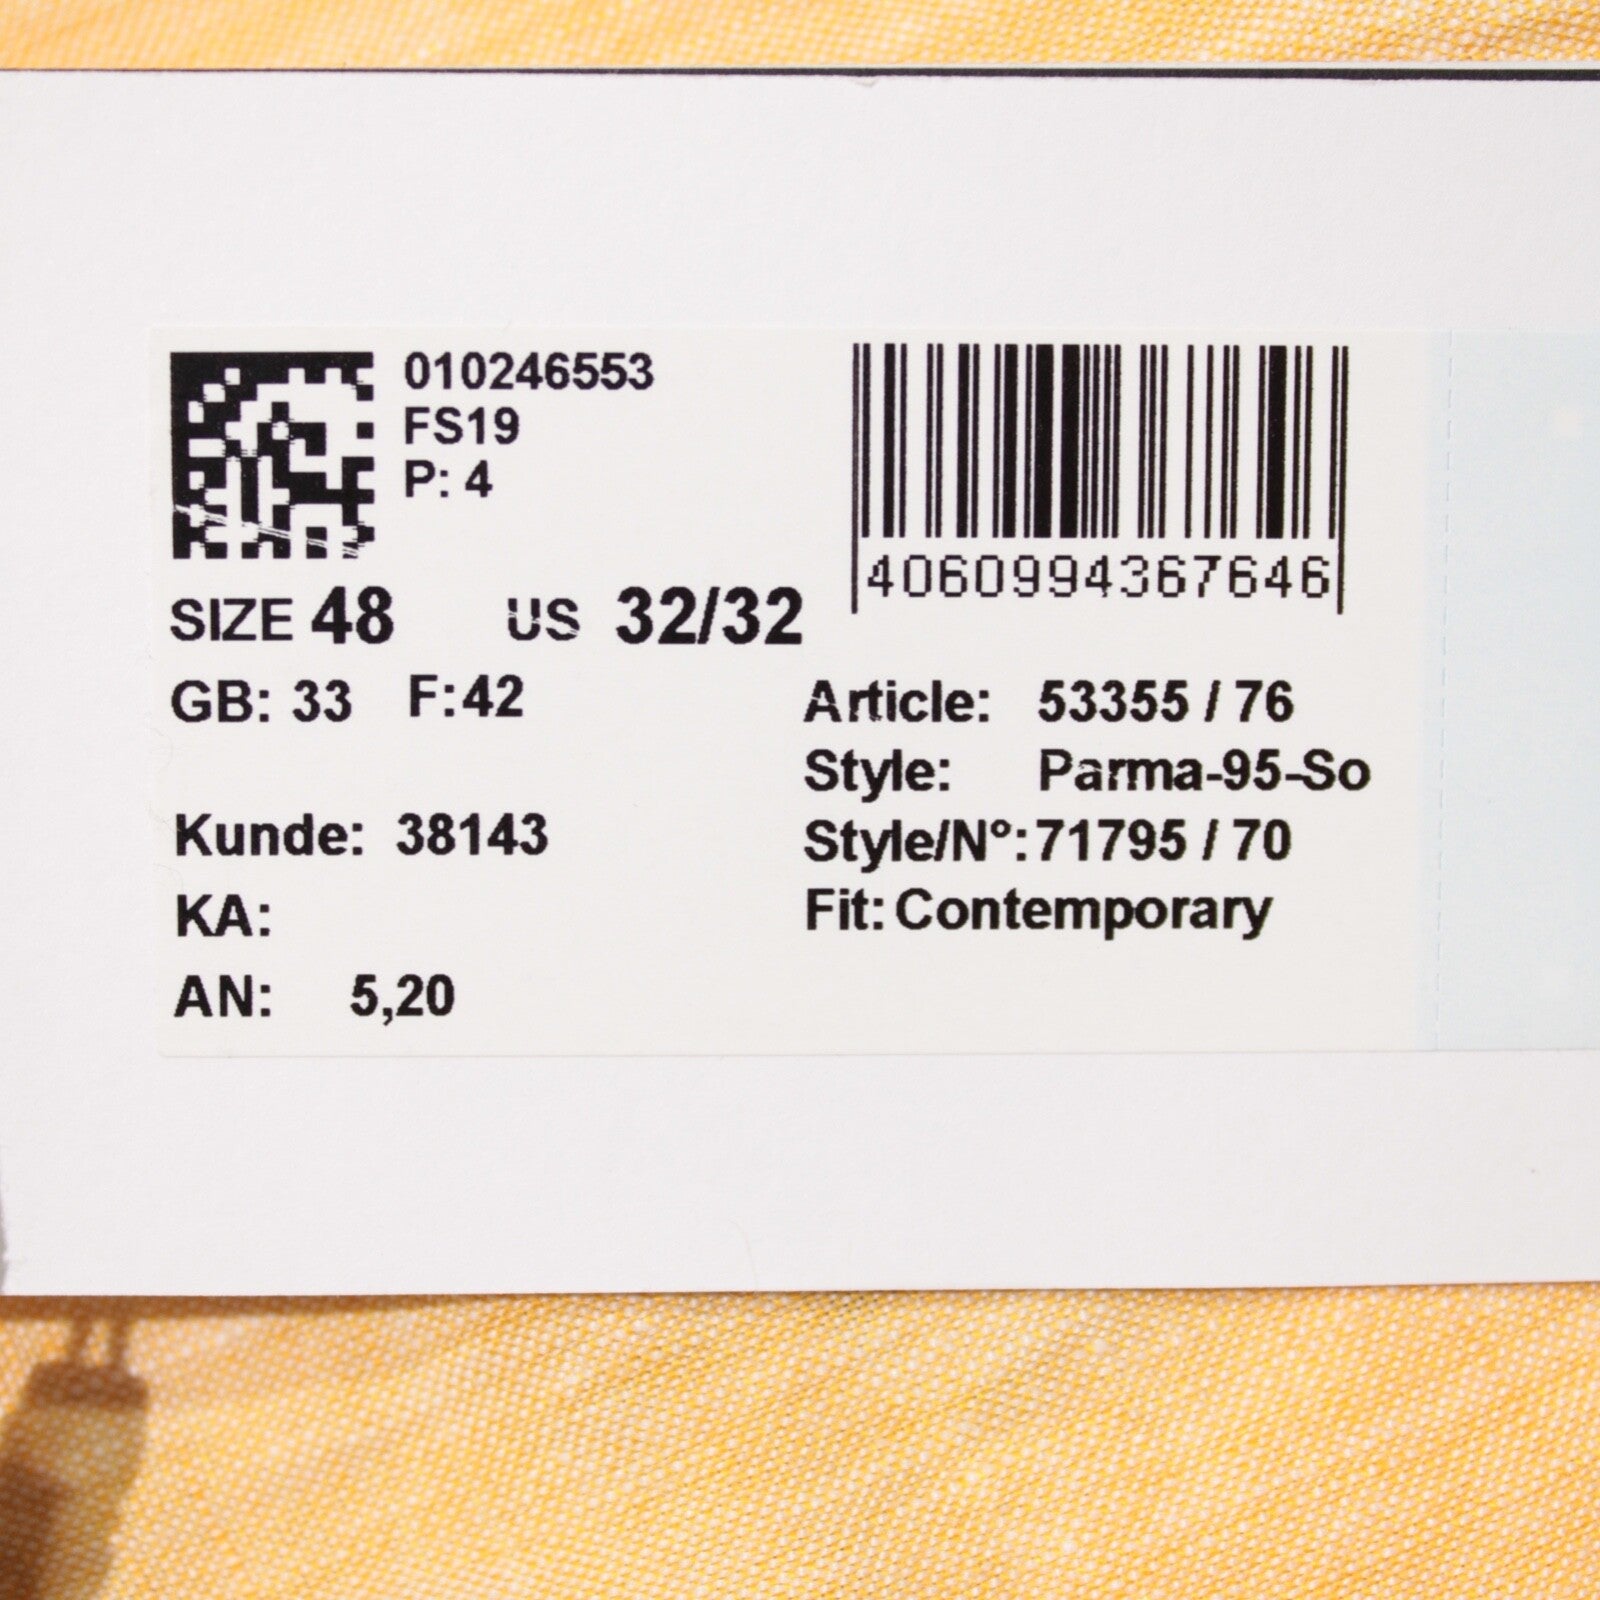 010246553
FS19
P: 4
4060994367646
SIZE 48 US 32/32
GB: 33 F:42
Article: 53355 / 76
Style: Parma-95-So
Kunde: 38143
Style/N°:71795 / 70
KA:
Fit: Contemporary
AN: 5,20